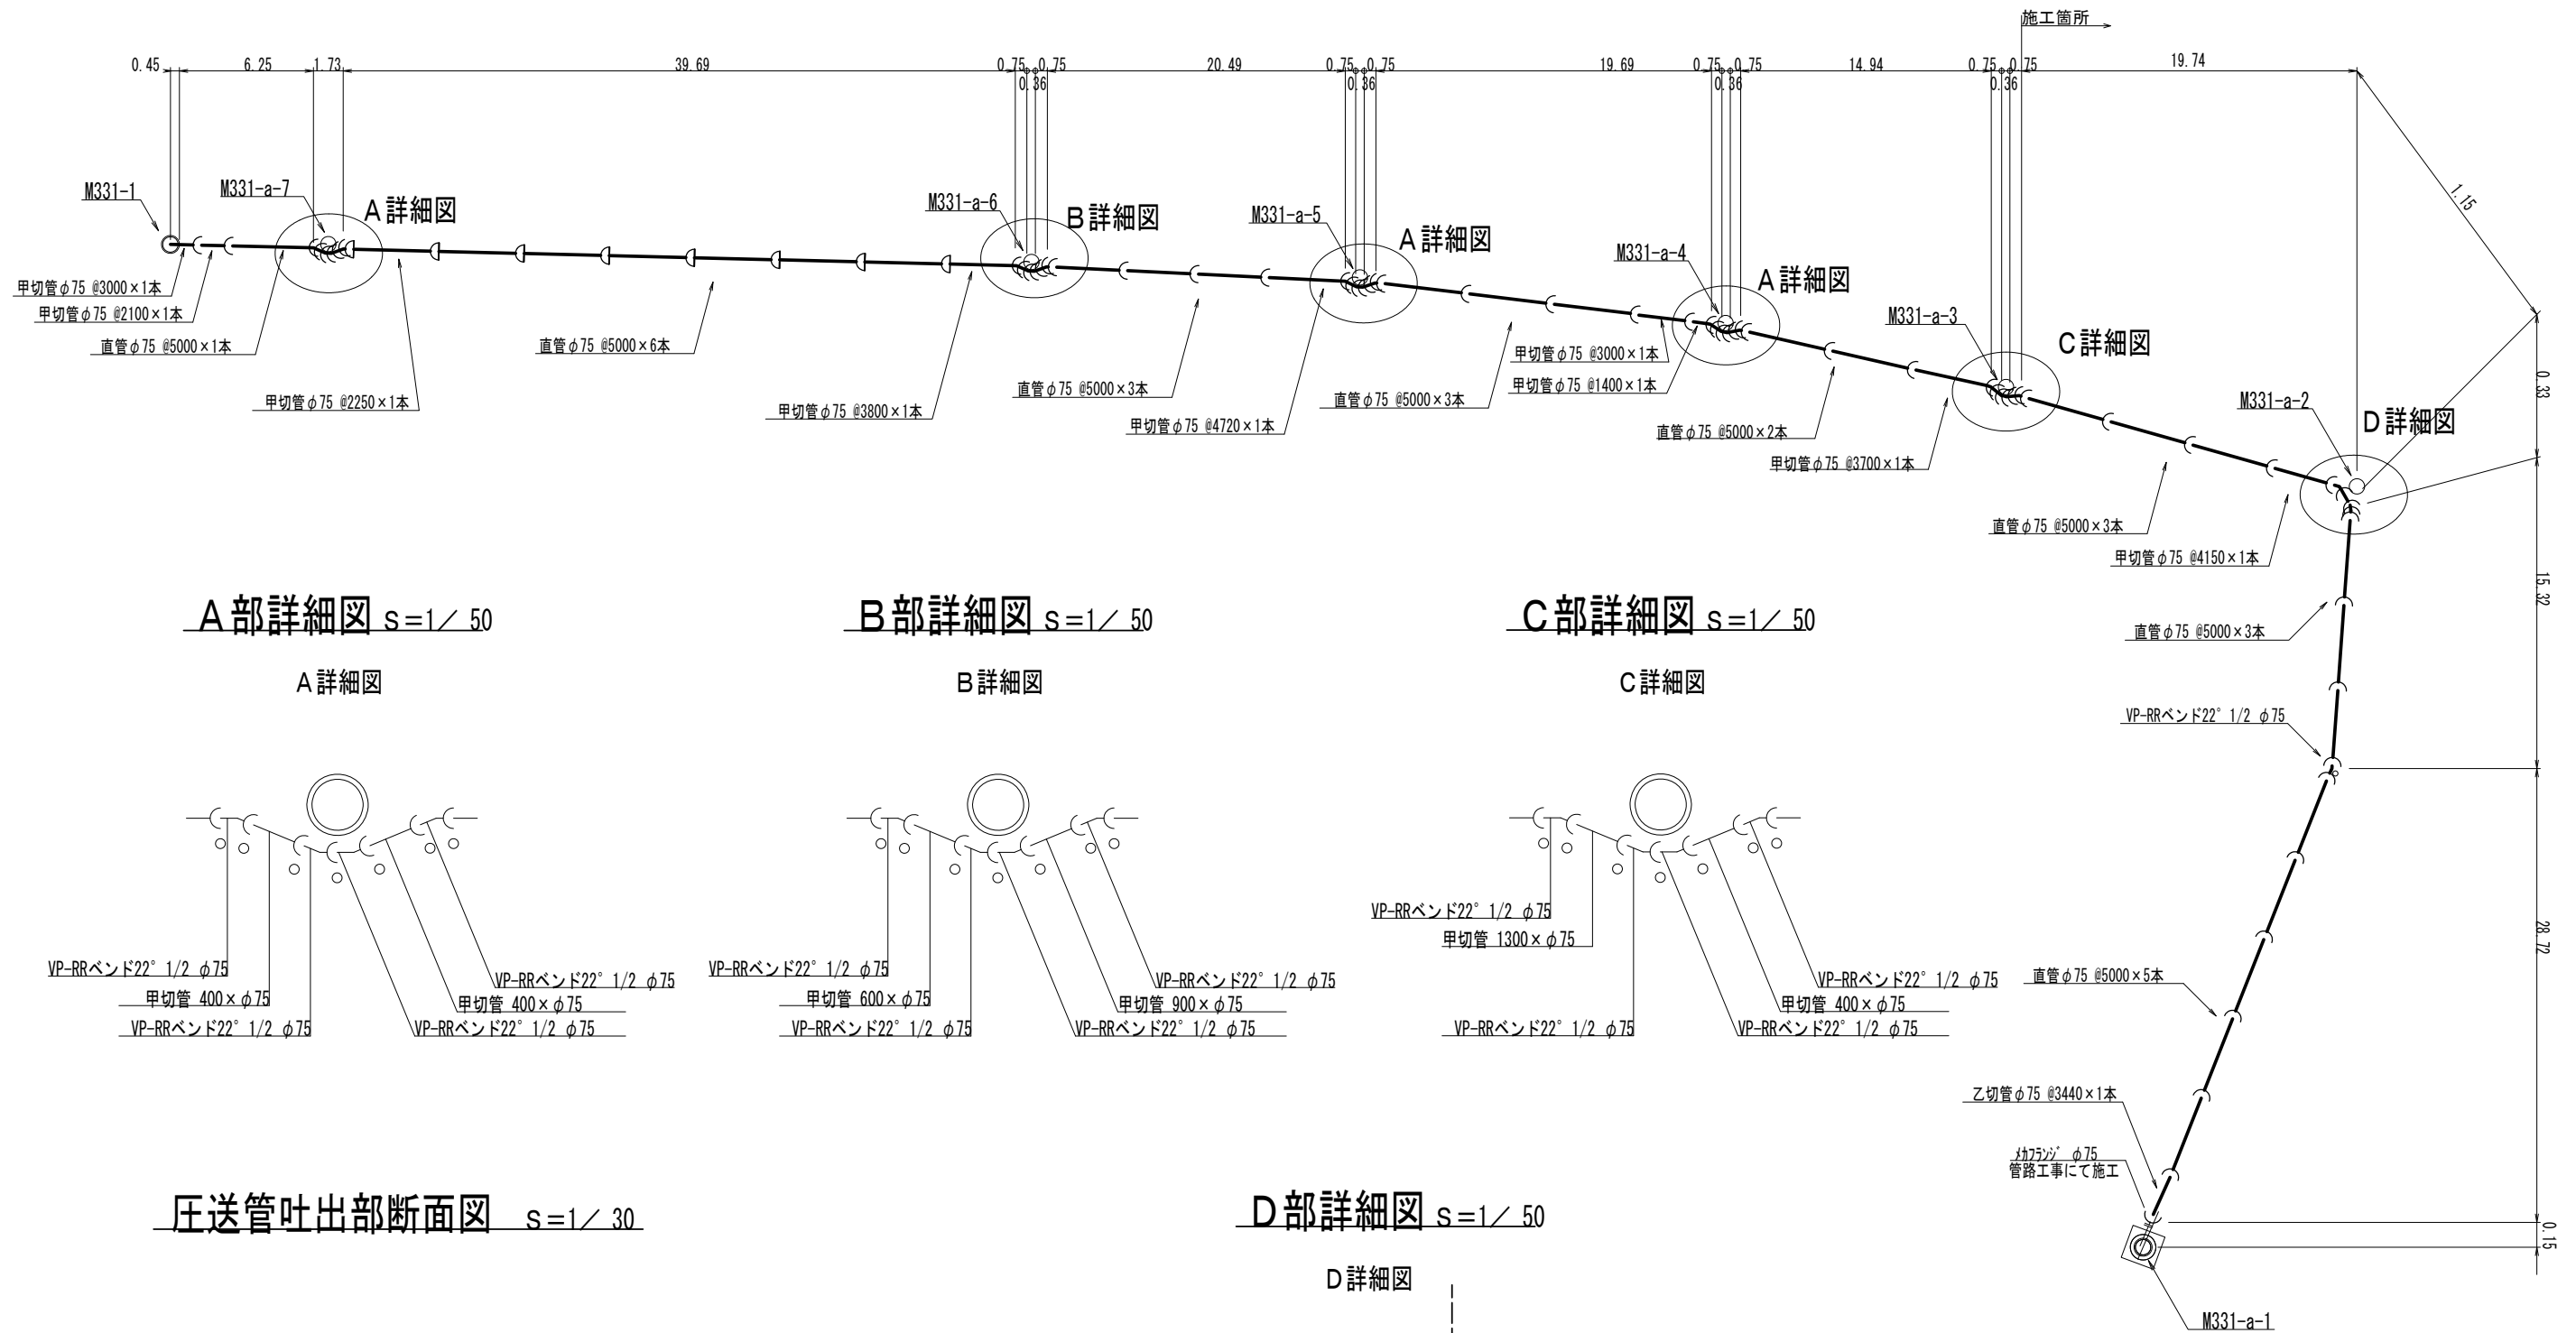 施工箇所
0.45
6.25
1.73
39.69
0.75
0.75
0.36
20.49
0.75
0.75
0.36
19.69
0.75
0.75
0.36
14.94
0.75
0.75
0.36
19.74
1.15
0.33
15.32
28.72
0.15
M331-1
M331-a-7
A詳細図
M331-a-6
B詳細図
M331-a-5
A詳細図
M331-a-4
A詳細図
M331-a-3
C詳細図
M331-a-2
D詳細図
甲切管φ75 @3000×1本
甲切管φ75 @2100×1本
直管φ75 @5000×1本
甲切管φ75 @2250×1本
直管φ75 @5000×6本
甲切管φ75 @3800×1本
直管φ75 @5000×3本
甲切管φ75 @4720×1本
直管φ75 @5000×3本
甲切管φ75 @3000×1本
甲切管φ75 @1400×1本
直管φ75 @5000×2本
甲切管φ75 @3700×1本
直管φ75 @5000×3本
甲切管φ75 @4150×1本
直管φ75 @5000×3本
VP-RRベンド22°1/2 φ75
直管φ75 @5000×5本
乙切管φ75 @3440×1本
メカフランジ φ75
管路工事にて施工
M331-a-1
A部詳細図 S=1/ 50
A詳細図
VP-RRベンド22°1/2 φ75
甲切管 400×φ75
VP-RRベンド22°1/2 φ75
VP-RRベンド22°1/2 φ75
甲切管 400×φ75
VP-RRベンド22°1/2 φ75
B部詳細図 S=1/ 50
B詳細図
VP-RRベンド22°1/2 φ75
甲切管 600×φ75
VP-RRベンド22°1/2 φ75
VP-RRベンド22°1/2 φ75
甲切管 900×φ75
VP-RRベンド22°1/2 φ75
C部詳細図 S=1/ 50
C詳細図
VP-RRベンド22°1/2 φ75
甲切管 1300×φ75
VP-RRベンド22°1/2 φ75
VP-RRベンド22°1/2 φ75
甲切管 400×φ75
VP-RRベンド22°1/2 φ75
圧送管吐出部断面図 S=1/ 30
D部詳細図 S=1/ 50
D詳細図